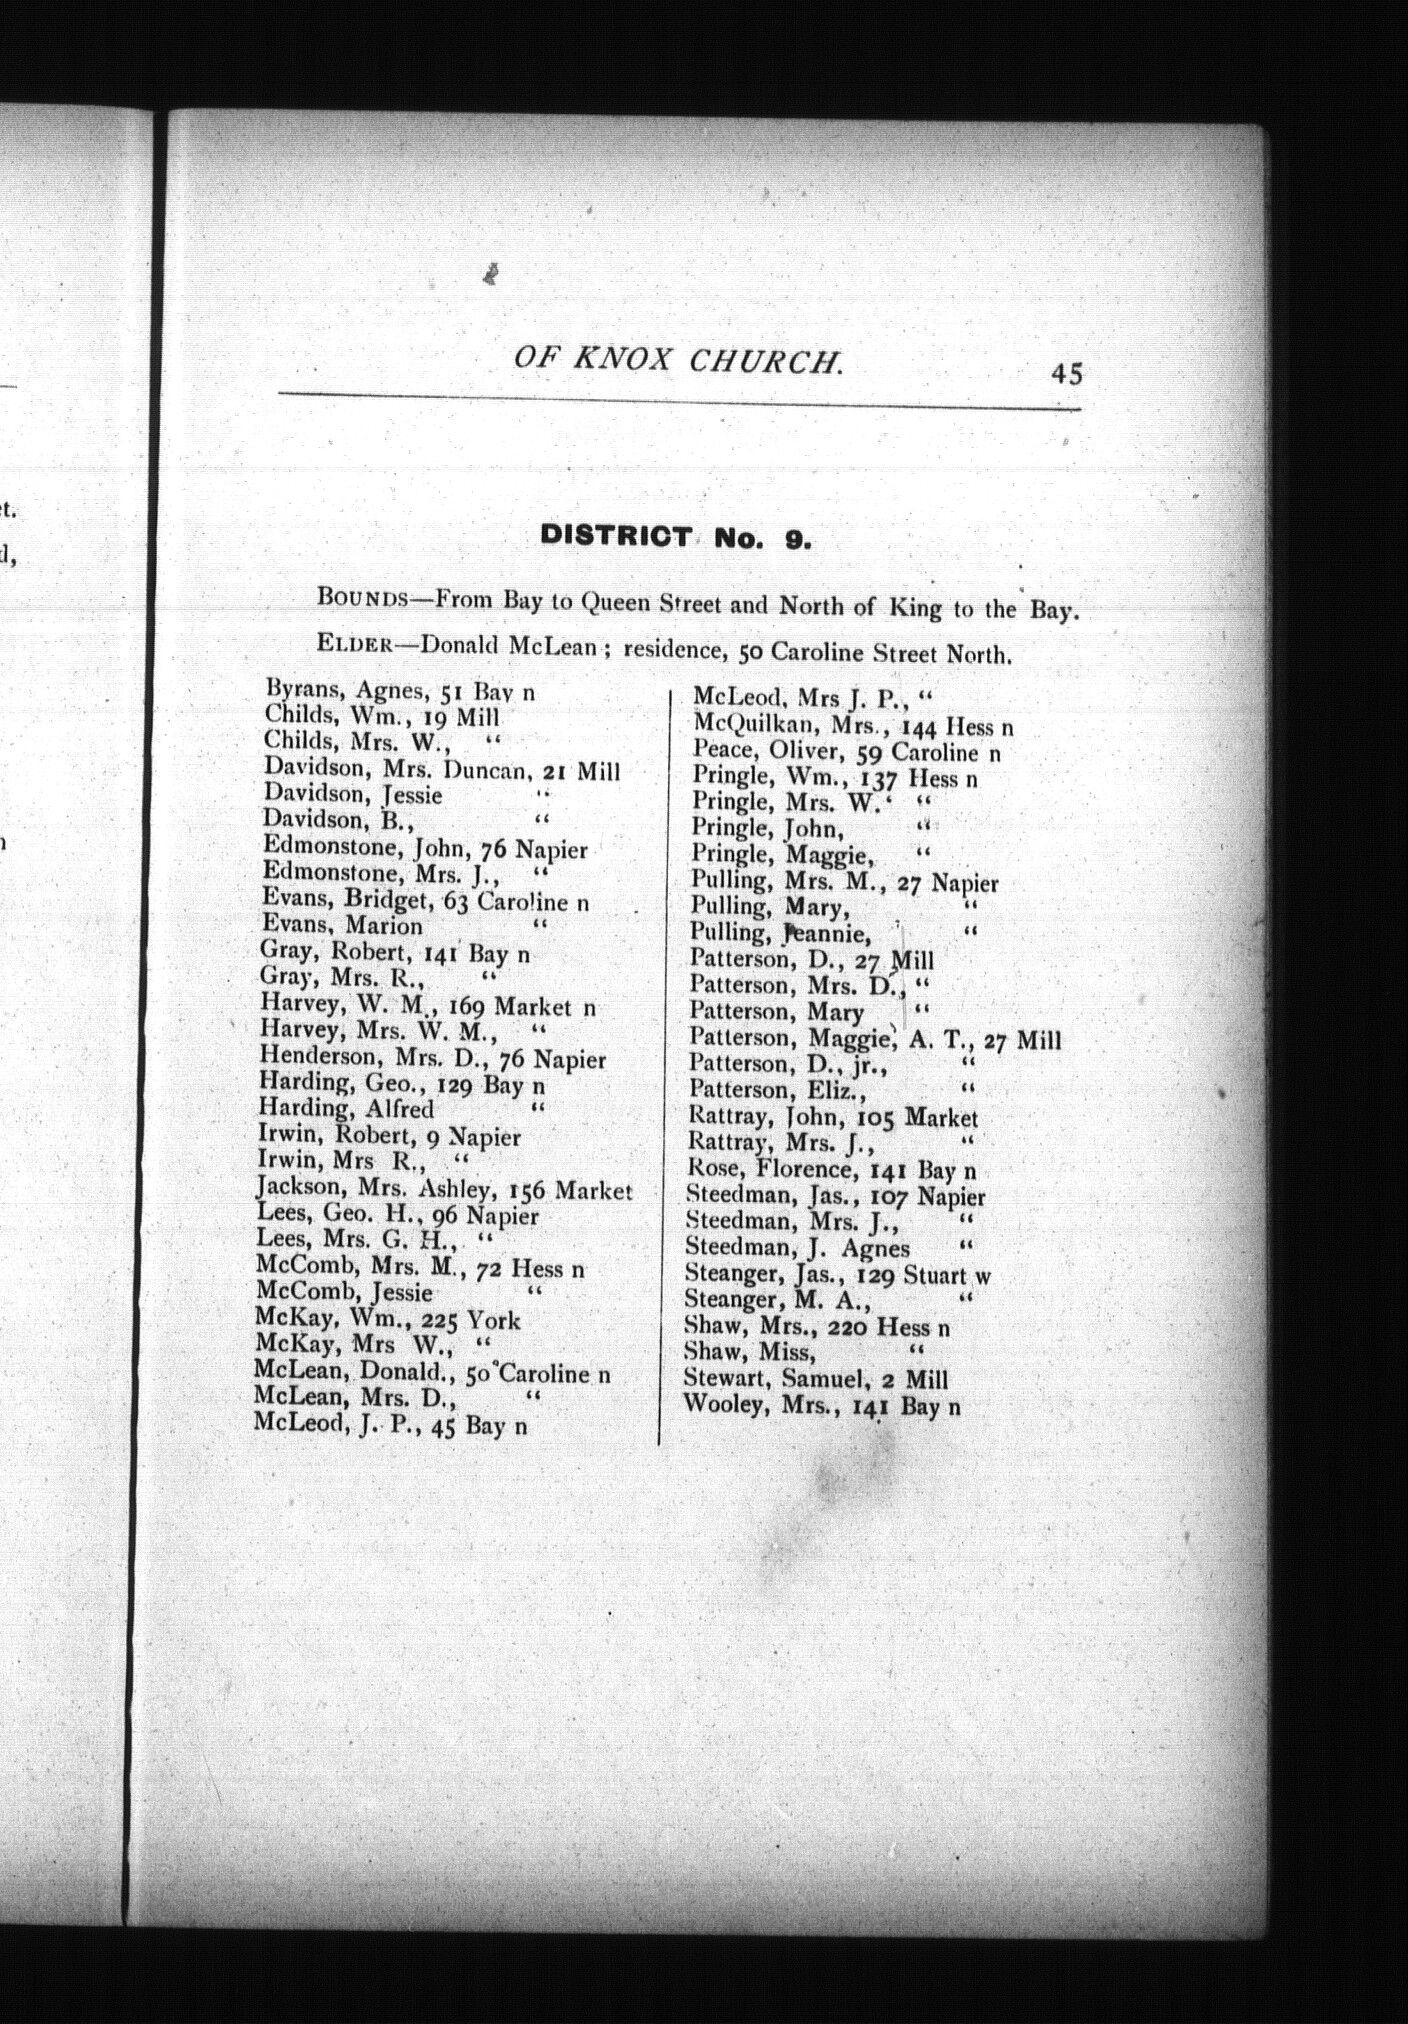 et.
d,
OF KNOX CHURCH.
45
DISTRICT No. 9.
BOUNDS—From Bay to Queen Street and North of King to the Bay.
ELDER—Donald McLean; residence, 50 Caroline Street North.
Byrans, Agnes, 51 Bay n
Childs, Wm., 19 Mill
Childs, Mrs. W., “
Davidson, Mrs. Duncan, 21 Mill
Davidson, Jessie “
Davidson, B., “
Edmonstone, John, 76 Napier
Edmonstone, Mrs. J., “
Evans, Bridget, 63 Caroline n
Evans, Marion “
Gray, Robert, 141 Bay n
Gray, Mrs. R., “
Harvey, W. M., 169 Market n
Harvey, Mrs. W. M., “
Henderson, Mrs. D., 76 Napier
Harding, Geo., 129 Bay n
Harding, Alfred “
Irwin, Robert, 9 Napier
Irwin, Mrs R., “
Jackson, Mrs. Ashley, 156 Market
Lees, Geo. H., 96 Napier
Lees, Mrs. G. H., “
McComb, Mrs. M., 72 Hess n
McComb, Jessie “
McKay, Wm., 225 York
McKay, Mrs W., “
McLean, Donald., 50 Caroline n
McLean, Mrs. D., “
McLeod, J. P., 45 Bay n
McLeod, Mrs J. P., “
McQuilkan, Mrs., 144 Hess n
Peace, Oliver, 59 Caroline n
Pringle, Wm., 137 Hess n
Pringle, Mrs. W. “
Pringle, John, “
Pringle, Maggie, “
Pulling, Mrs. M., 27 Napier
Pulling, Mary, “
Pulling, Jeannie, “
Patterson, D., 27 Mill
Patterson, Mrs. D., “
Patterson, Mary “
Patterson, Maggie, A. T., 27 Mill
Patterson, D., jr., “
Patterson, Eliz., “
Rattray, John, 105 Market
Rattray, Mrs. J., “
Rose, Florence, 141 Bay n
Steedman, Jas., 107 Napier
Steedman, Mrs. J., “
Steedman, J. Agnes “
Steanger, Jas., 129 Stuart w
Steanger, M. A., “
Shaw, Mrs., 220 Hess n
Shaw, Miss, “
Stewart, Samuel, 2 Mill
Wooley, Mrs., 141 Bay n